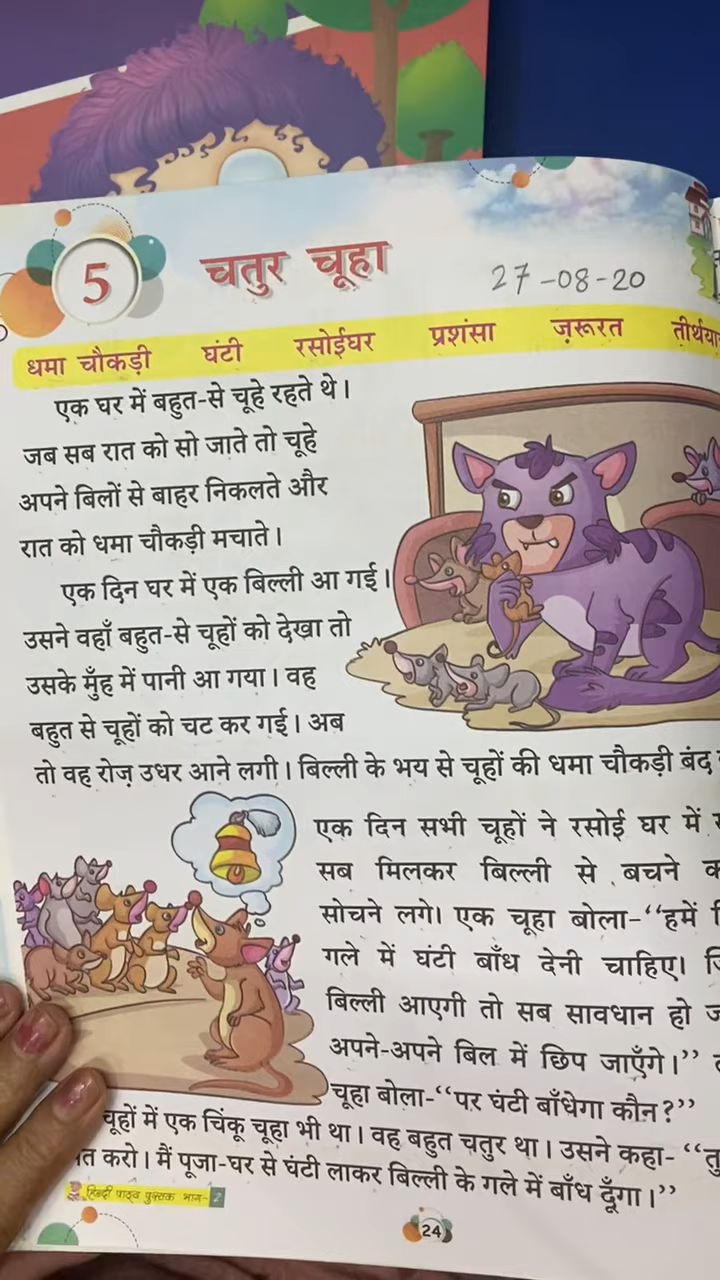 5
चतुर चूहा
27-08-20
धमा चौकड़ी घंटी रसोईघर प्रशंसा ज़रूरत
एक घर में बहुत-से चूहे रहते थे।
जब सब रात को सो जाते तो चूहे
अपने बिलों से बाहर निकलते और
रात को धमा चौकड़ी मचाते।
एक दिन घर में एक बिल्ली आ गई।
उसने वहाँ बहुत-से चूहों को देखा तो
उसके मुँह में पानी आ गया। वह
बहुत से चूहों को चट कर गई। अब
तो वह रोज़ उधर आने लगी। बिल्ली के भय से चूहों की धमा चौकड़ी बंद
एक दिन सभी चूहों ने रसोई घर में
सब मिलकर बिल्ली से बचने
सोचने लगे। एक चूहा बोला-“हमें
गले में घंटी बाँध देनी चाहिए।
बिल्ली आएगी तो सब सावधान हो
अपने-अपने बिल में छिप जाएँगे।”
चूहा बोला-“पर घंटी बाँधेगा कौन?”
चूहों में एक चिंकू चूहा भी था। वह बहुत चतुर था। उसने कहा-
करो। मैं पूजा-घर से घंटी लाकर बिल्ली के गले में बाँध दूँगा।”
हिन्दी पाठ्य पुस्तक भाग-2
24